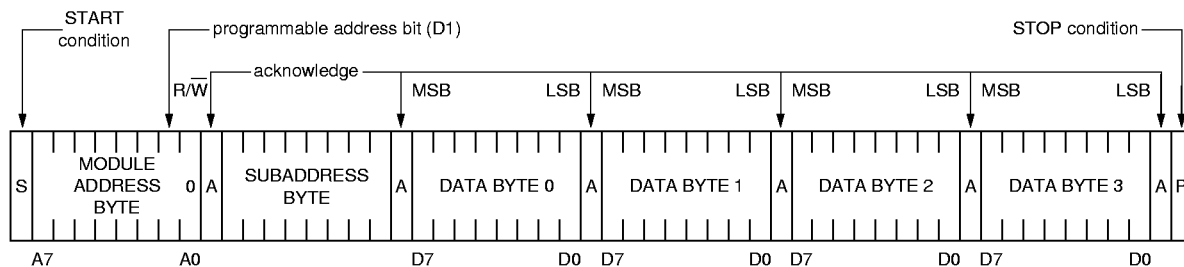 START
condition
programmable address bit (D1)
STOP condition
R/W̅
acknowledge
MSB LSB MSB LSB MSB LSB MSB LSB
S
MODULE
ADDRESS
BYTE
0
A
SUBADDRESS
BYTE
A
DATA BYTE 0
A
DATA BYTE 1
A
DATA BYTE 2
A
DATA BYTE 3
A
P
A7 A0 D7 D0 D7 D0 D7 D0 D7 D0